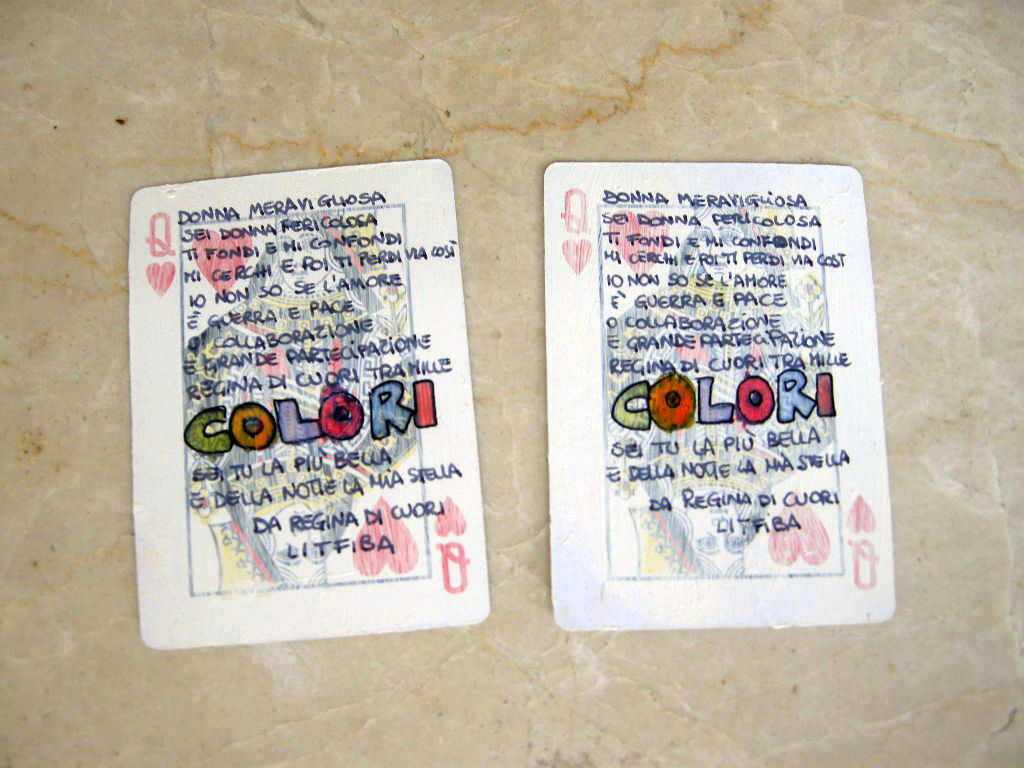 Q
DONNA MERAVIGLIOSA
SEI DONNA PERICOLOSA
TI FONDI E MI CONFONDI
MI CERCHI E POI TI PERDI VIA COSÌ
IO NON SO SE L'AMORE
È GUERRA E PACE
O COLLABORAZIONE
E GRANDE PARTECIPAZIONE
REGINA DI CUORI TRA MILLE
COLORI
SEI TU LA PIÙ BELLA
E DELLA NOTTE LA MIA STELLA
DA REGINA DI CUORI
LITFIBA
Q
Q
DONNA MERAVIGLIOSA
SEI DONNA PERICOLOSA
TI FONDI E MI CONFONDI
MI CERCHI E POI TI PERDI VIA COSÌ
IO NON SO SE L'AMORE
E' GUERRA E PACE
O COLLABORAZIONE
E GRANDE PARTECIPAZIONE
REGINA DI CUORI TRA MILLE
COLORI
SEI TU LA PIÙ BELLA
E DELLA NOTTE LA MIA STELLA
DA REGINA DI CUORI
LITFIBA
Q